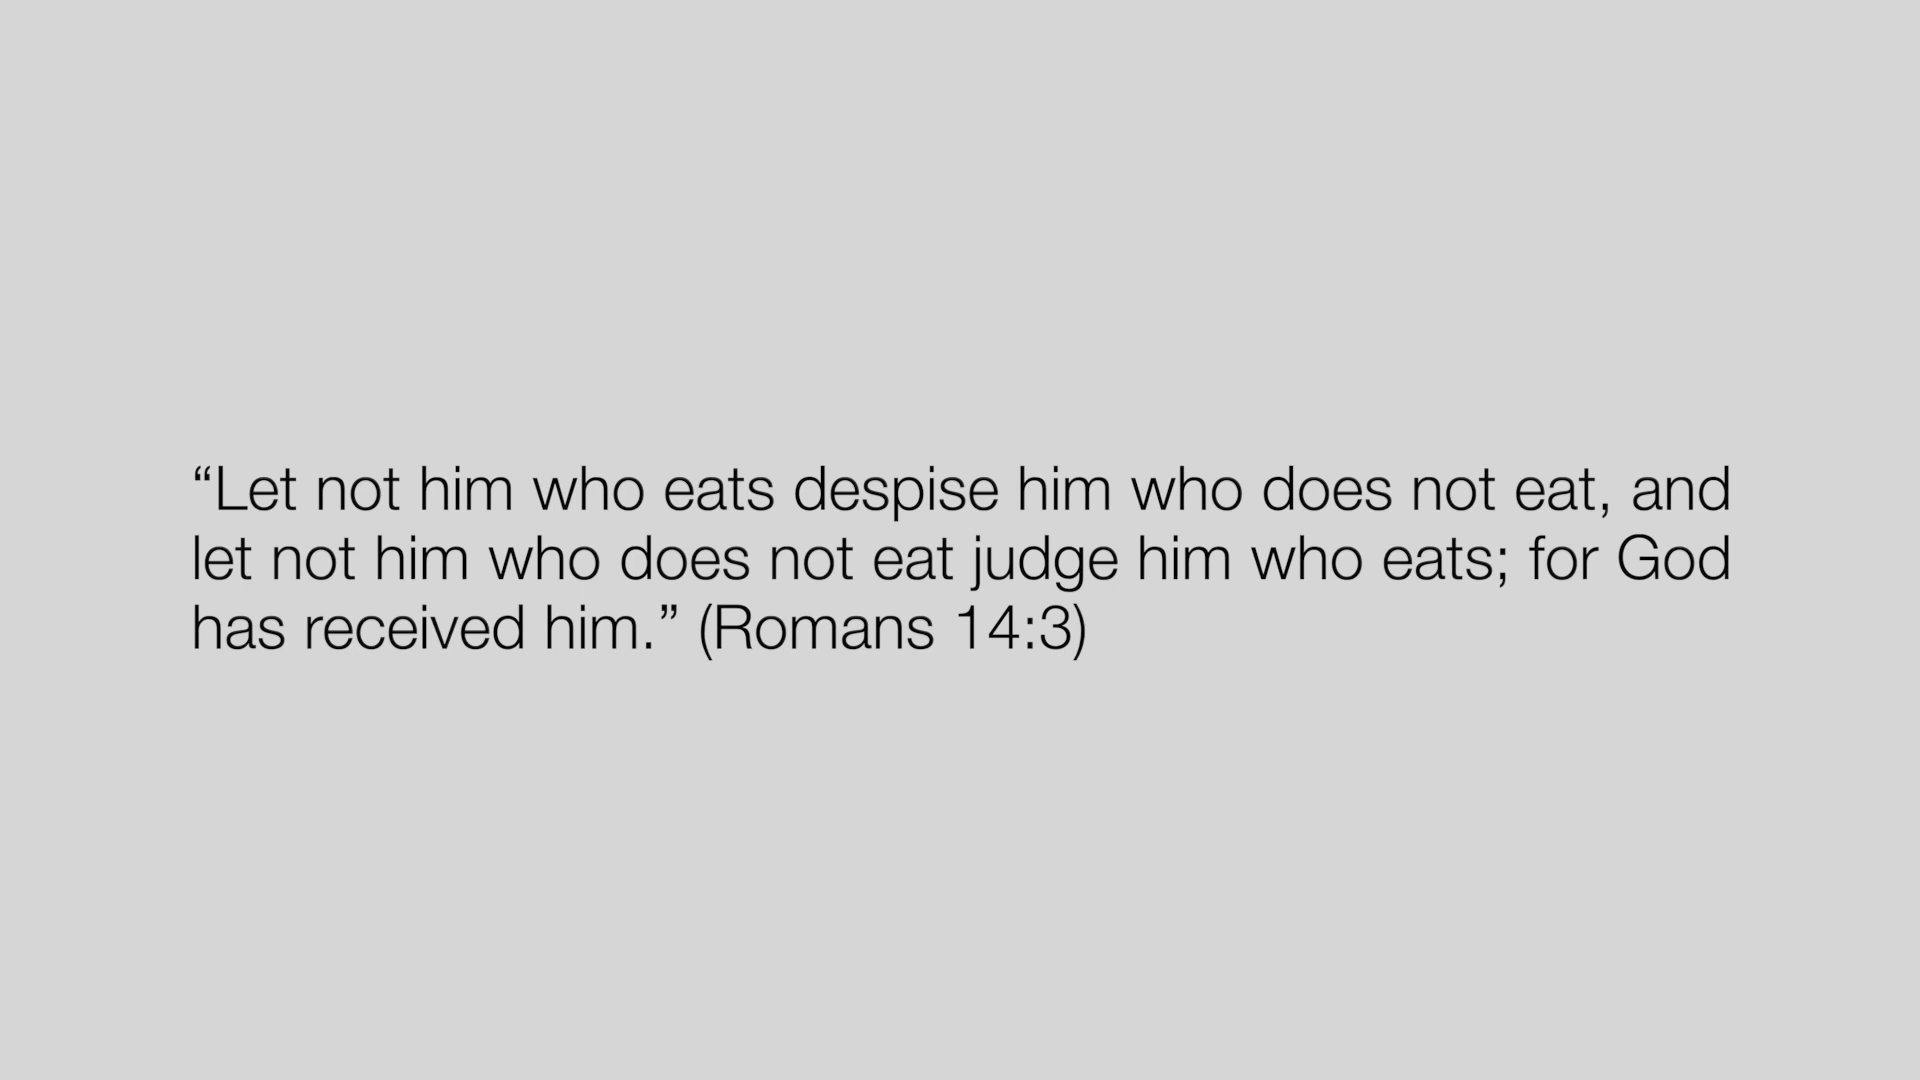 “Let not him who eats despise him who does not eat, and
let not him who does not eat judge him who eats; for God
has received him.” (Romans 14:3)